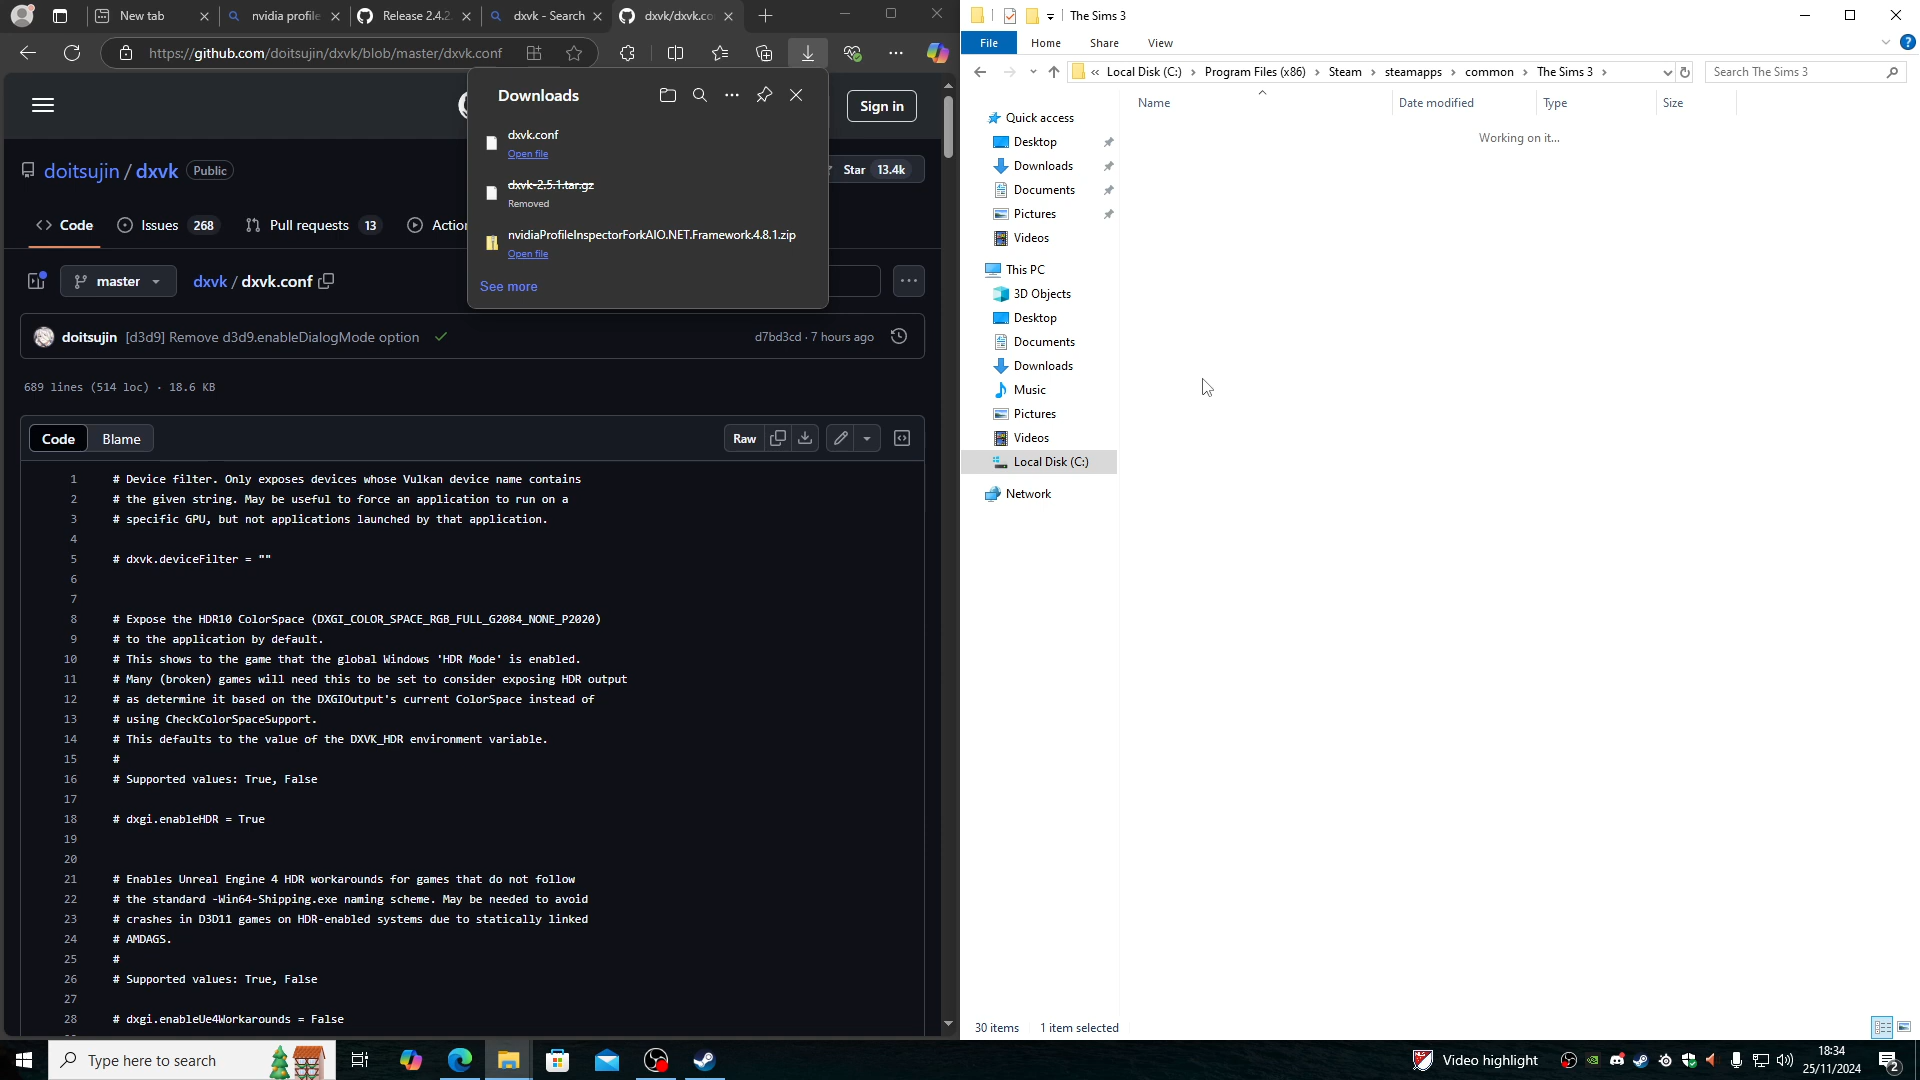 New tab
nvidia profile
Release 2.4.2.
dxvk - Search
dxvk/dxvk.co
https://github.com/doitsujin/dxvk/blob/master/dxvk.conf
Downloads
dxvk.conf
Open file
dxvk-2.5.1.tar.gz
Removed
nvidiaProfileInspectorForkAIO.NET.Framework.4.8.1.zip
Open file
See more
Sign in
doitsujin / dxvk Public
Star 13.4k
Code
Issues 268
Pull requests 13
Action
master
dxvk / dxvk.conf
doitsujin [d3d9] Remove d3d9.enableDialogMode option
d7bd3cd · 7 hours ago
689 lines (514 loc) · 18.6 KB
Code Blame
Raw
1 # Device filter. Only exposes devices whose Vulkan device name contains
2 # the given string. May be useful to force an application to run on a
3 # specific GPU, but not applications launched by that application.
4
5 # dxvk.deviceFilter = ""
6
7
8 # Expose the HDR10 ColorSpace (DXGI_COLOR_SPACE_RGB_FULL_G2084_NONE_P2020)
9 # to the application by default.
10 # This shows to the game that the global Windows 'HDR Mode' is enabled.
11 # Many (broken) games will need this to be set to consider exposing HDR output
12 # as determine it based on the DXGIOutput's current ColorSpace instead of
13 # using CheckColorSpaceSupport.
14 # This defaults to the value of the DXVK_HDR environment variable.
15 #
16 # Supported values: True, False
17
18 # dxgi.enableHDR = True
19
20
21 # Enables Unreal Engine 4 HDR workarounds for games that do not follow
22 # the standard -Win64-Shipping.exe naming scheme. May be needed to avoid
23 # crashes in D3D11 games on HDR-enabled systems due to statically linked
24 # AMDAGS.
25 #
26 # Supported values: True, False
27
28 # dxgi.enableUe4Workarounds = False
The Sims 3
File Home Share View
« Local Disk (C:) › Program Files (x86) › Steam › steamapps › common › The Sims 3 ›
Search The Sims 3
Name Date modified Type Size
Working on it...
Quick access
Desktop
Downloads
Documents
Pictures
Videos
This PC
3D Objects
Desktop
Documents
Downloads
Music
Pictures
Videos
Local Disk (C:)
Network
30 items 1 item selected
Type here to search
Video highlight
18:34
25/11/2024
2